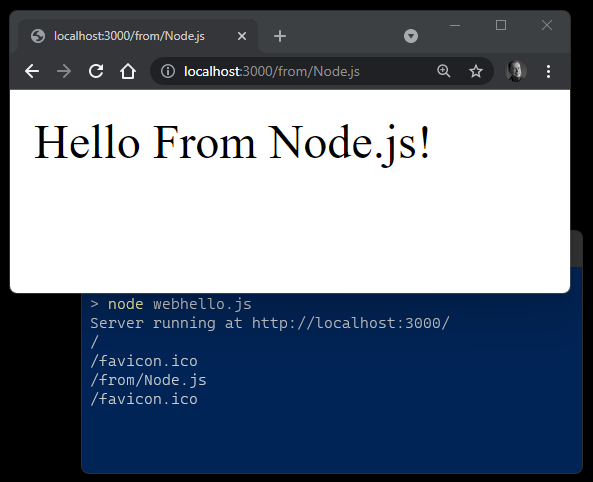 localhost:3000/from/Node.js
localhost:3000/from/Node.js
Hello From Node.js!
> node webhello.js
Server running at http://localhost:3000/
/
/favicon.ico
/from/Node.js
/favicon.ico